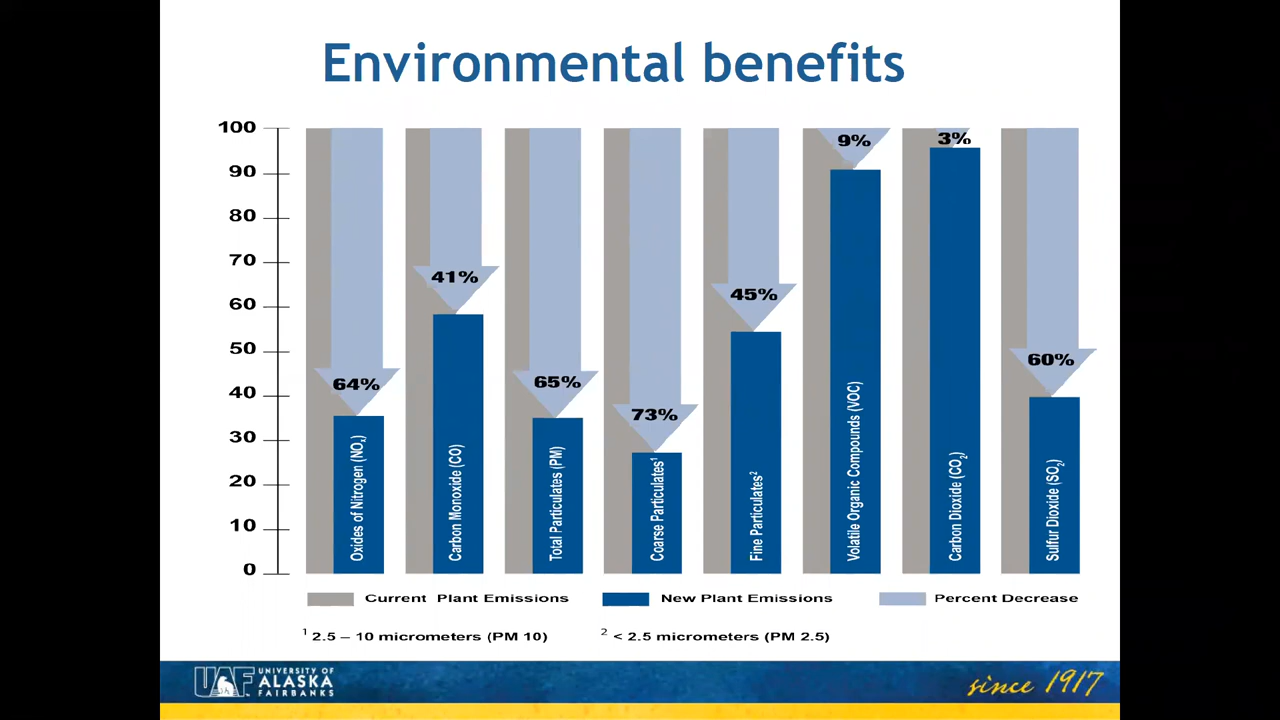 Environmental benefits
100
90
80
70
60
50
40
30
20
10
0
64%
41%
65%
73%
45%
9%
3%
60%
Oxides of Nitrogen (NOₓ)
Carbon Monoxide (CO)
Total Particulates (PM)
Coarse Particulates¹
Fine Particulates²
Volatile Organic Compounds (VOC)
Carbon Dioxide (CO₂)
Sulfur Dioxide (SO₂)
Current Plant Emissions
New Plant Emissions
Percent Decrease
¹ 2.5 – 10 micrometers (PM 10)
² < 2.5 micrometers (PM 2.5)
UAF
UNIVERSITY OF
ALASKA
FAIRBANKS
since 1917